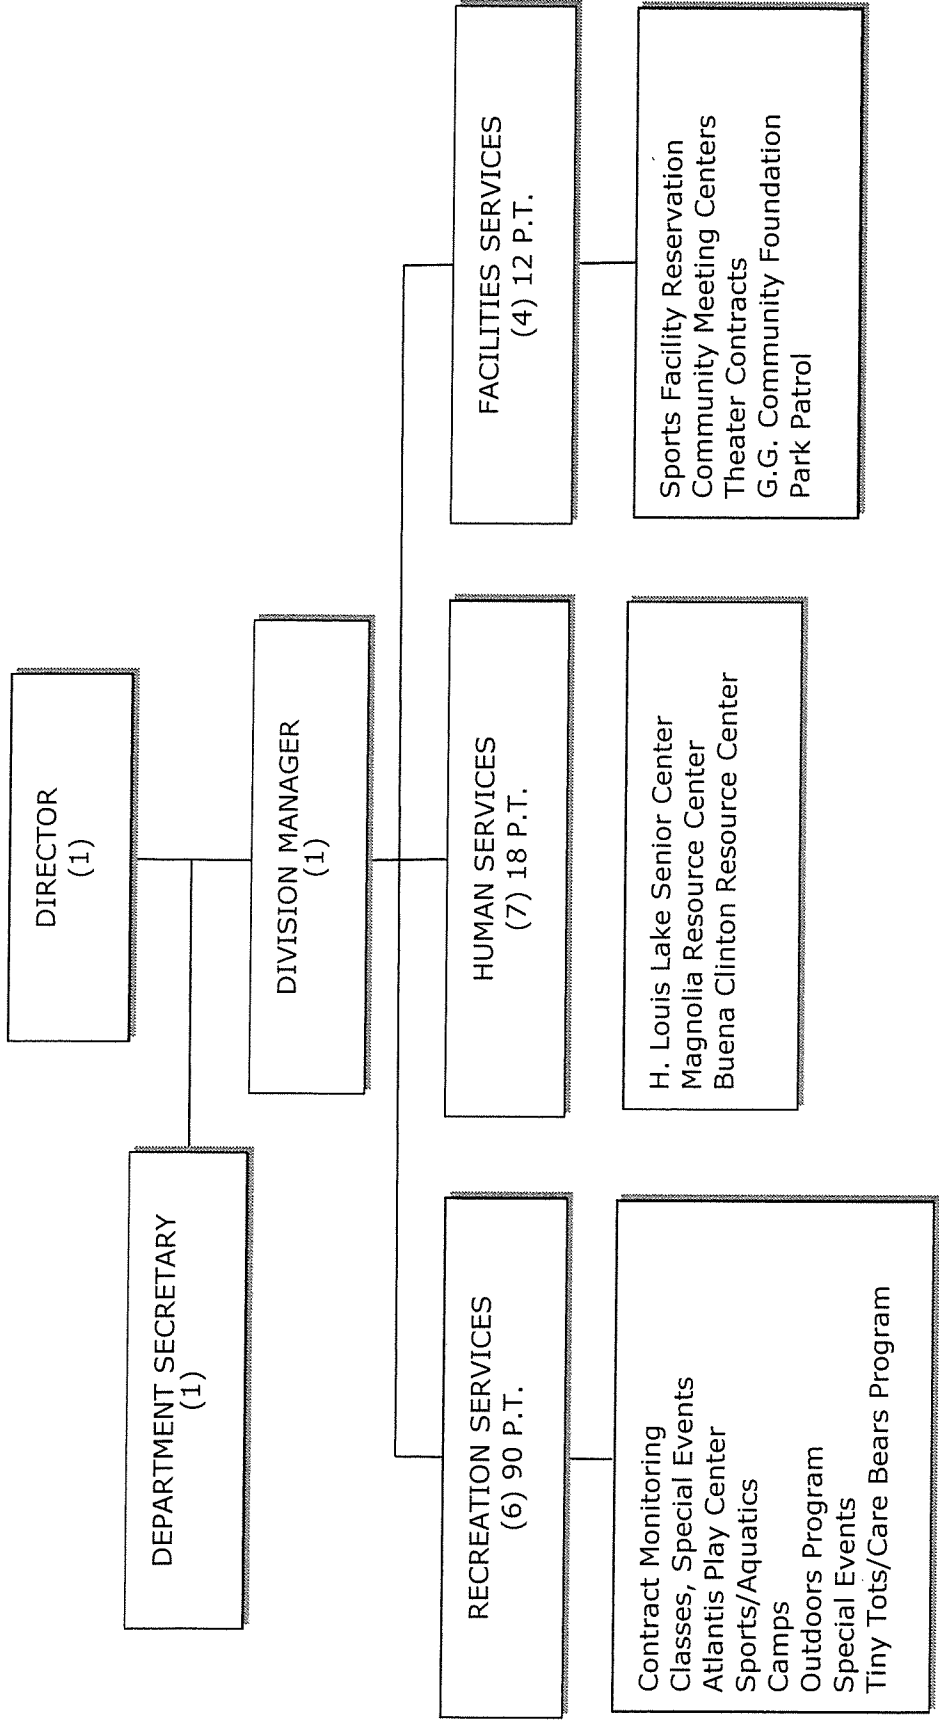 DIRECTOR
(1)
DEPARTMENT SECRETARY
(1)
DIVISION MANAGER
(1)
RECREATION SERVICES
(6) 90 P.T.
HUMAN SERVICES
(7) 18 P.T.
FACILITIES SERVICES
(4) 12 P.T.
Contract Monitoring
Classes, Special Events
Atlantis Play Center
Sports/Aquatics
Camps
Outdoors Program
Special Events
Tiny Tots/Care Bears Program
H. Louis Lake Senior Center
Magnolia Resource Center
Buena Clinton Resource Center
Sports Facility Reservation
Community Meeting Centers
Theater Contracts
G.G. Community Foundation
Park Patrol